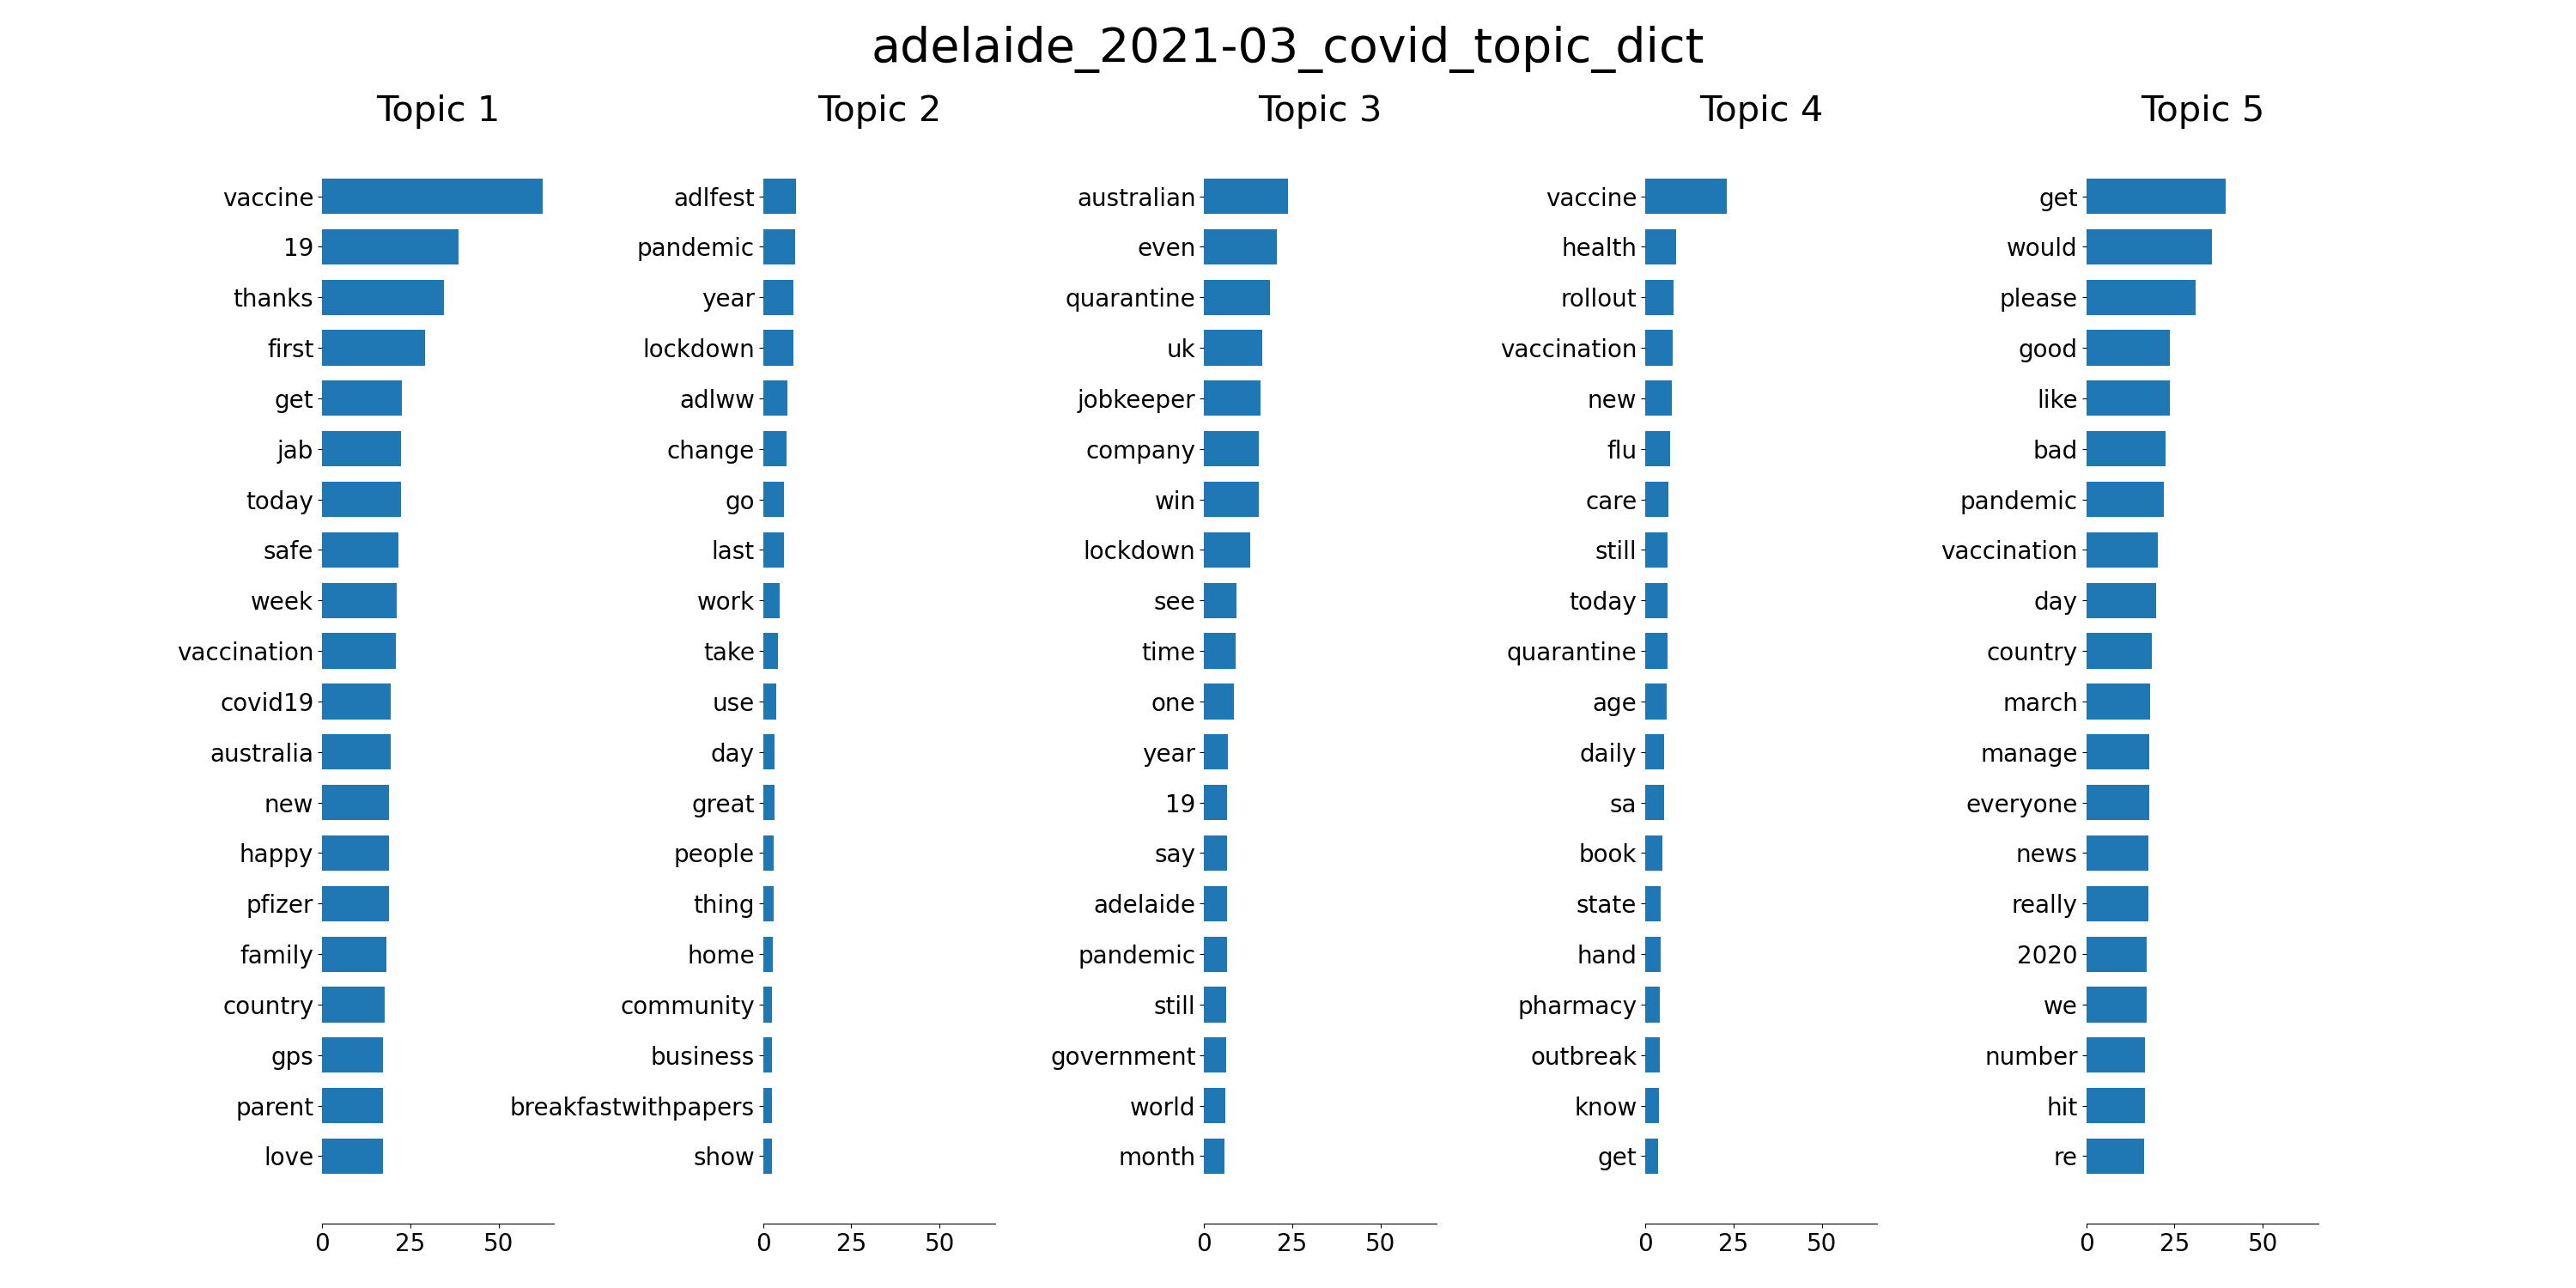 adelaide_2021-03_covid_topic_dict
Topic 1
vaccine
19
thanks
first
get
jab
today
safe
week
vaccination
covid19
australia
new
happy
pfizer
family
country
gps
parent
love
0 25 50
Topic 2
adlfest
pandemic
year
lockdown
adlww
change
go
last
work
take
use
day
great
people
thing
home
community
business
breakfastwithpapers
show
0 25 50
Topic 3
australian
even
quarantine
uk
jobkeeper
company
win
lockdown
see
time
one
year
19
say
adelaide
pandemic
still
government
world
month
0 25 50
Topic 4
vaccine
health
rollout
vaccination
new
flu
care
still
today
quarantine
age
daily
sa
book
state
hand
pharmacy
outbreak
know
get
0 25 50
Topic 5
get
would
please
good
like
bad
pandemic
vaccination
day
country
march
manage
everyone
news
really
2020
we
number
hit
re
0 25 50